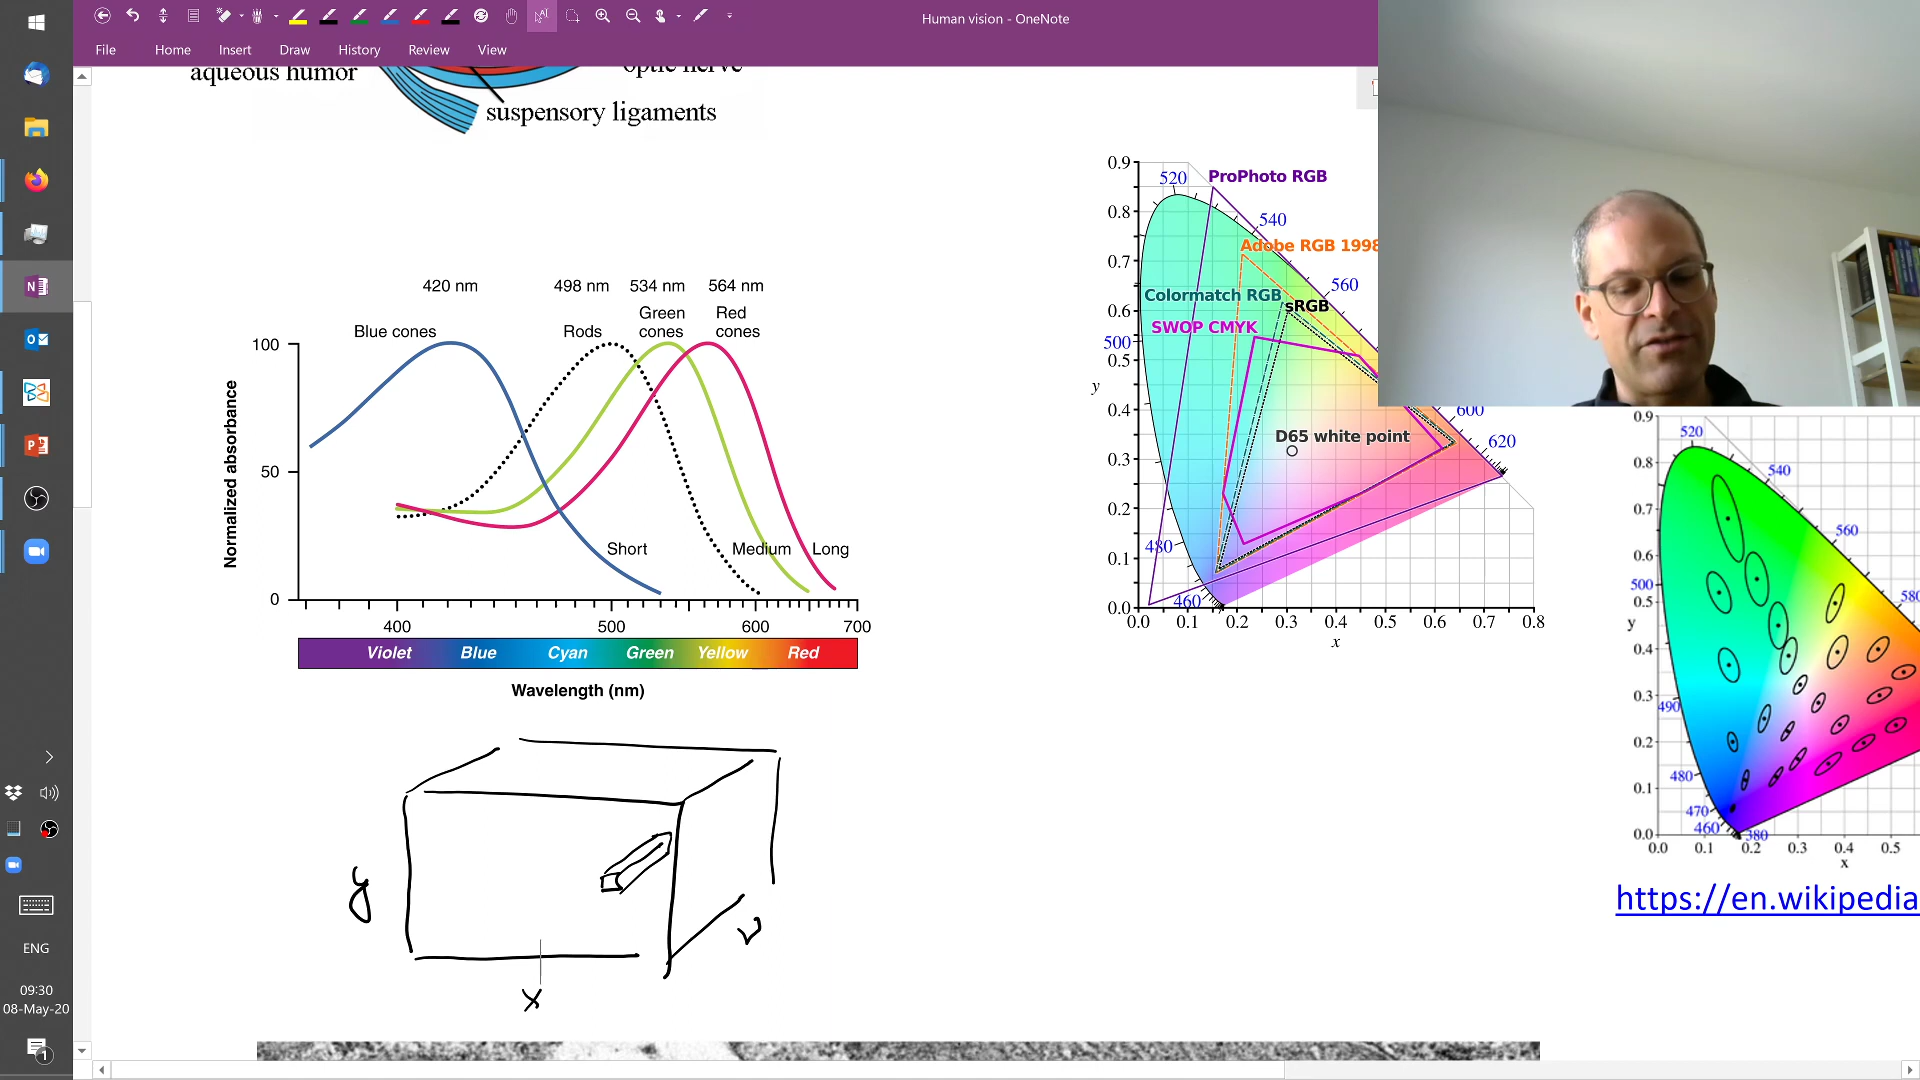 Human vision - OneNote
File Home Insert Draw History Review View
aqueous humor
optic nerve
suspensory ligaments
420 nm 498 nm 534 nm 564 nm
Blue cones Rods Green cones Red cones
Normalized absorbance
100
50
0
Short Medium Long
400 500 600 700
Violet Blue Cyan Green Yellow Red
Wavelength (nm)
y
x
ν
0.9
0.8
0.7
0.6
0.5
0.4
0.3
0.2
0.1
0.0
y
520
ProPhoto RGB
540
Adobe RGB 1998
560
Colormatch RGB
sRGB
SWOP CMYK
500
600
620
D65 white point
480
460
0.0 0.1 0.2 0.3 0.4 0.5 0.6 0.7 0.8
x
0.9
0.8
0.7
0.6
0.5
0.4
0.3
0.2
0.1
0.0
y
520
540
560
580
500
490
480
470
460
380
0.0 0.1 0.2 0.3 0.4 0.5
x
https://en.wikipedia
ENG
09:30
08-May-20
1